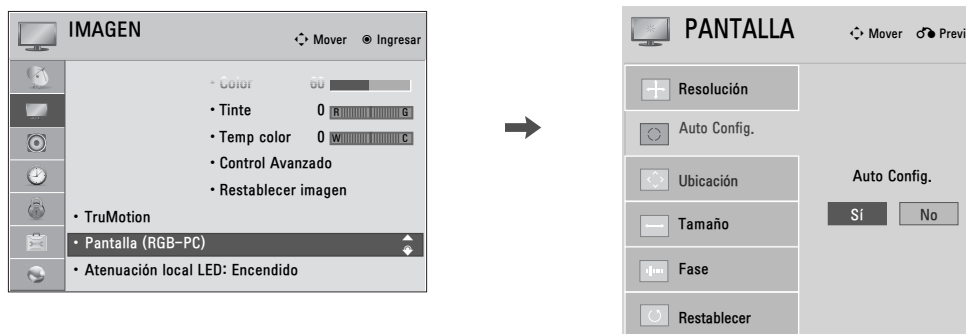 IMAGEN
Mover Ingresar
• Color 60
• Tinte 0 R G
• Temp color 0 W C
• Control Avanzado
• Restablecer imagen
• TruMotion
• Pantalla (RGB-PC)
• Atenuación local LED: Encendido
PANTALLA
Mover Previ
Resolución
Auto Config.
Ubicación
Tamaño
Fase
Restablecer
Auto Config.
Sí No